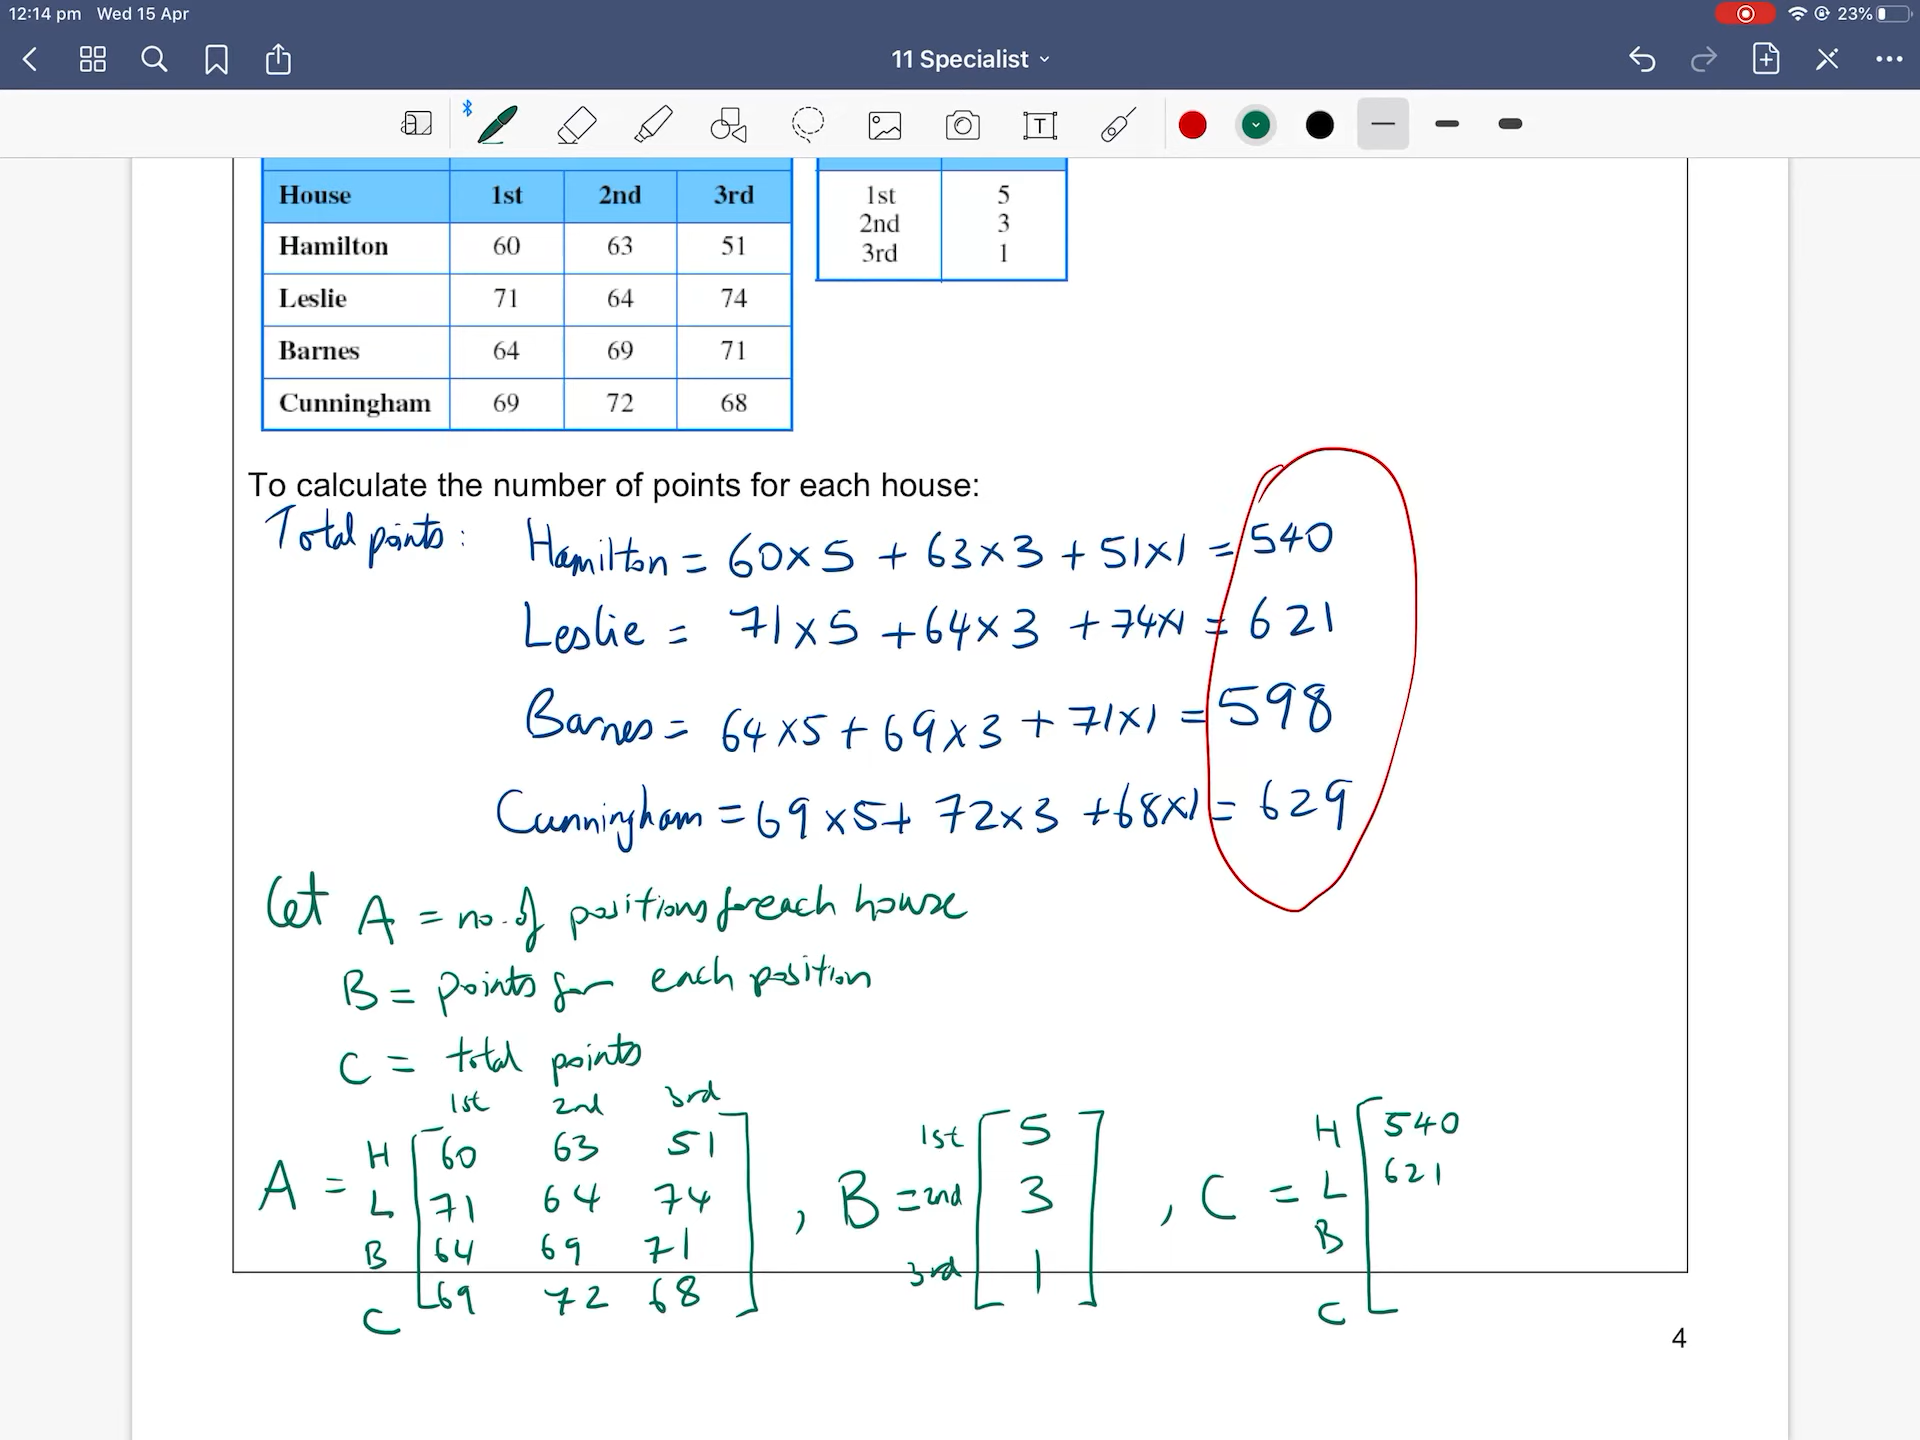 12:14 pm Wed 15 Apr 23%
11 Specialist
House 1st 2nd 3rd
Hamilton 60 63 51
Leslie 71 64 74
Barnes 64 69 71
Cunningham 69 72 68
1st 5
2nd 3
3rd 1
To calculate the number of points for each house:
Total points: Hamilton = 60×5 + 63×3 + 51×1 = 540
Leslie = 71×5 + 64×3 + 74×1 = 621
Barnes = 64×5 + 69×3 + 71×1 = 598
Cunningham = 69×5 + 72×3 + 68×1 = 629
Let A = no. of positions for each house
B = points for each position
C = total points
1st 2nd 3rd
A = H L B C [60 63 51
71 64 74
64 69 71
69 72 68]
, B = 1st 2nd 3rd [5
3
1]
, C = H L B C [540
621
4